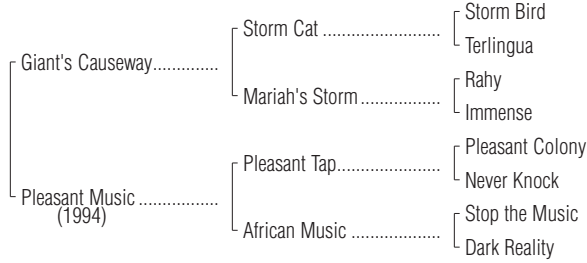 Storm Bird
Storm Cat ........................
Terlingua
Giant's Causeway..............
Rahy
Mariah's Storm ................
Immense
Pleasant Colony
Pleasant Tap.....................
Never Knock
Pleasant Music .................
(1994)
Stop the Music
African Music ..................
Dark Reality